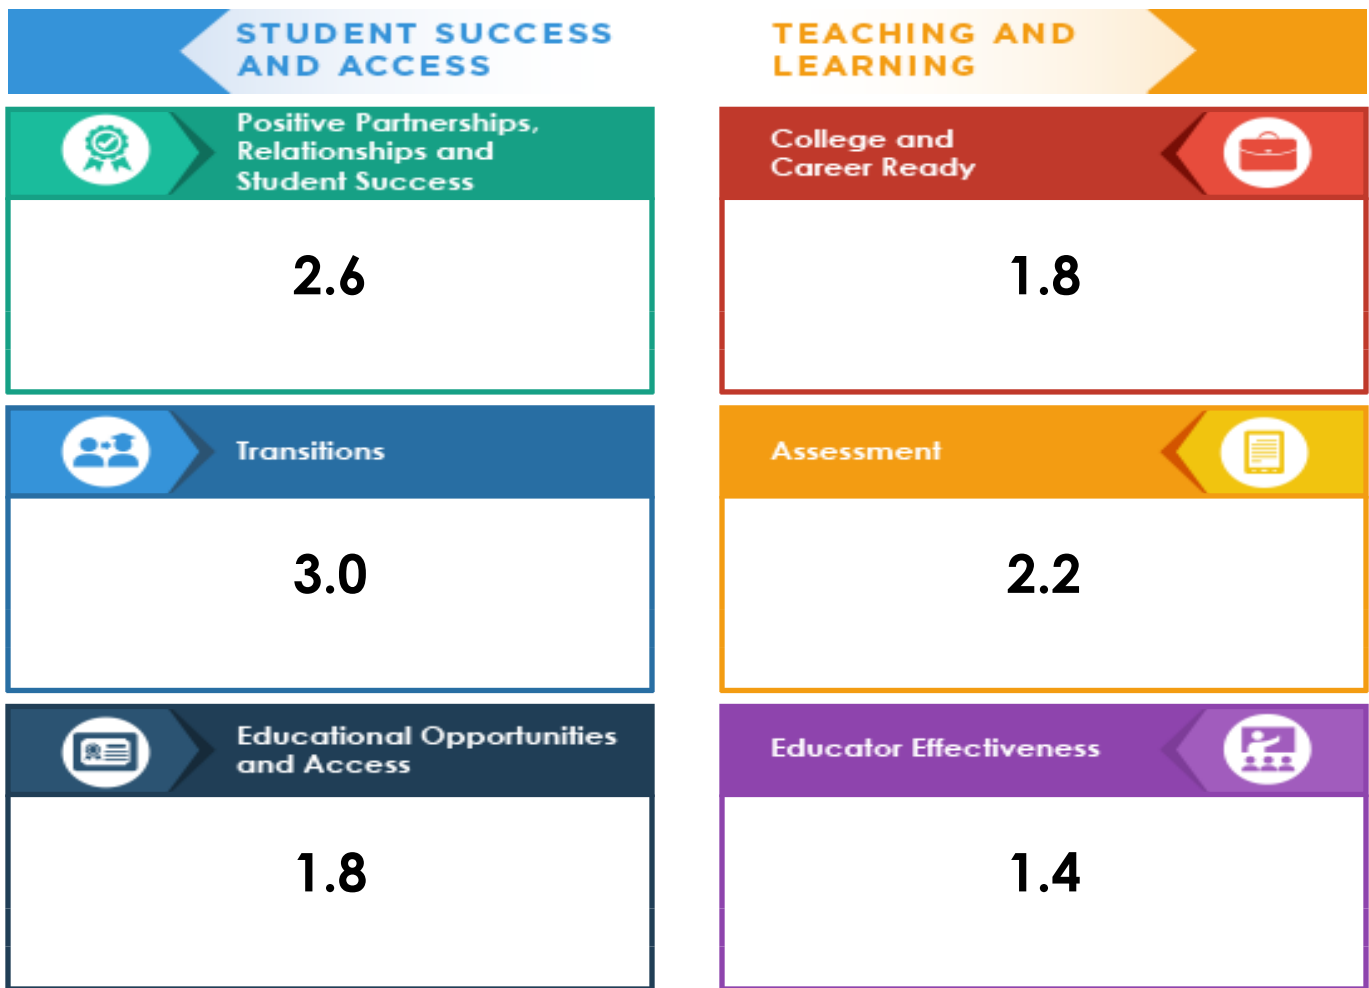 STUDENT SUCCESS
AND ACCESS
Positive Partnerships,
Relationships and
Student Success
2.6
Transitions
3.0
Educational Opportunities
and Access
1.8
TEACHING AND
LEARNING
College and
Career Ready
1.8
Assessment
2.2
Educator Effectiveness
1.4